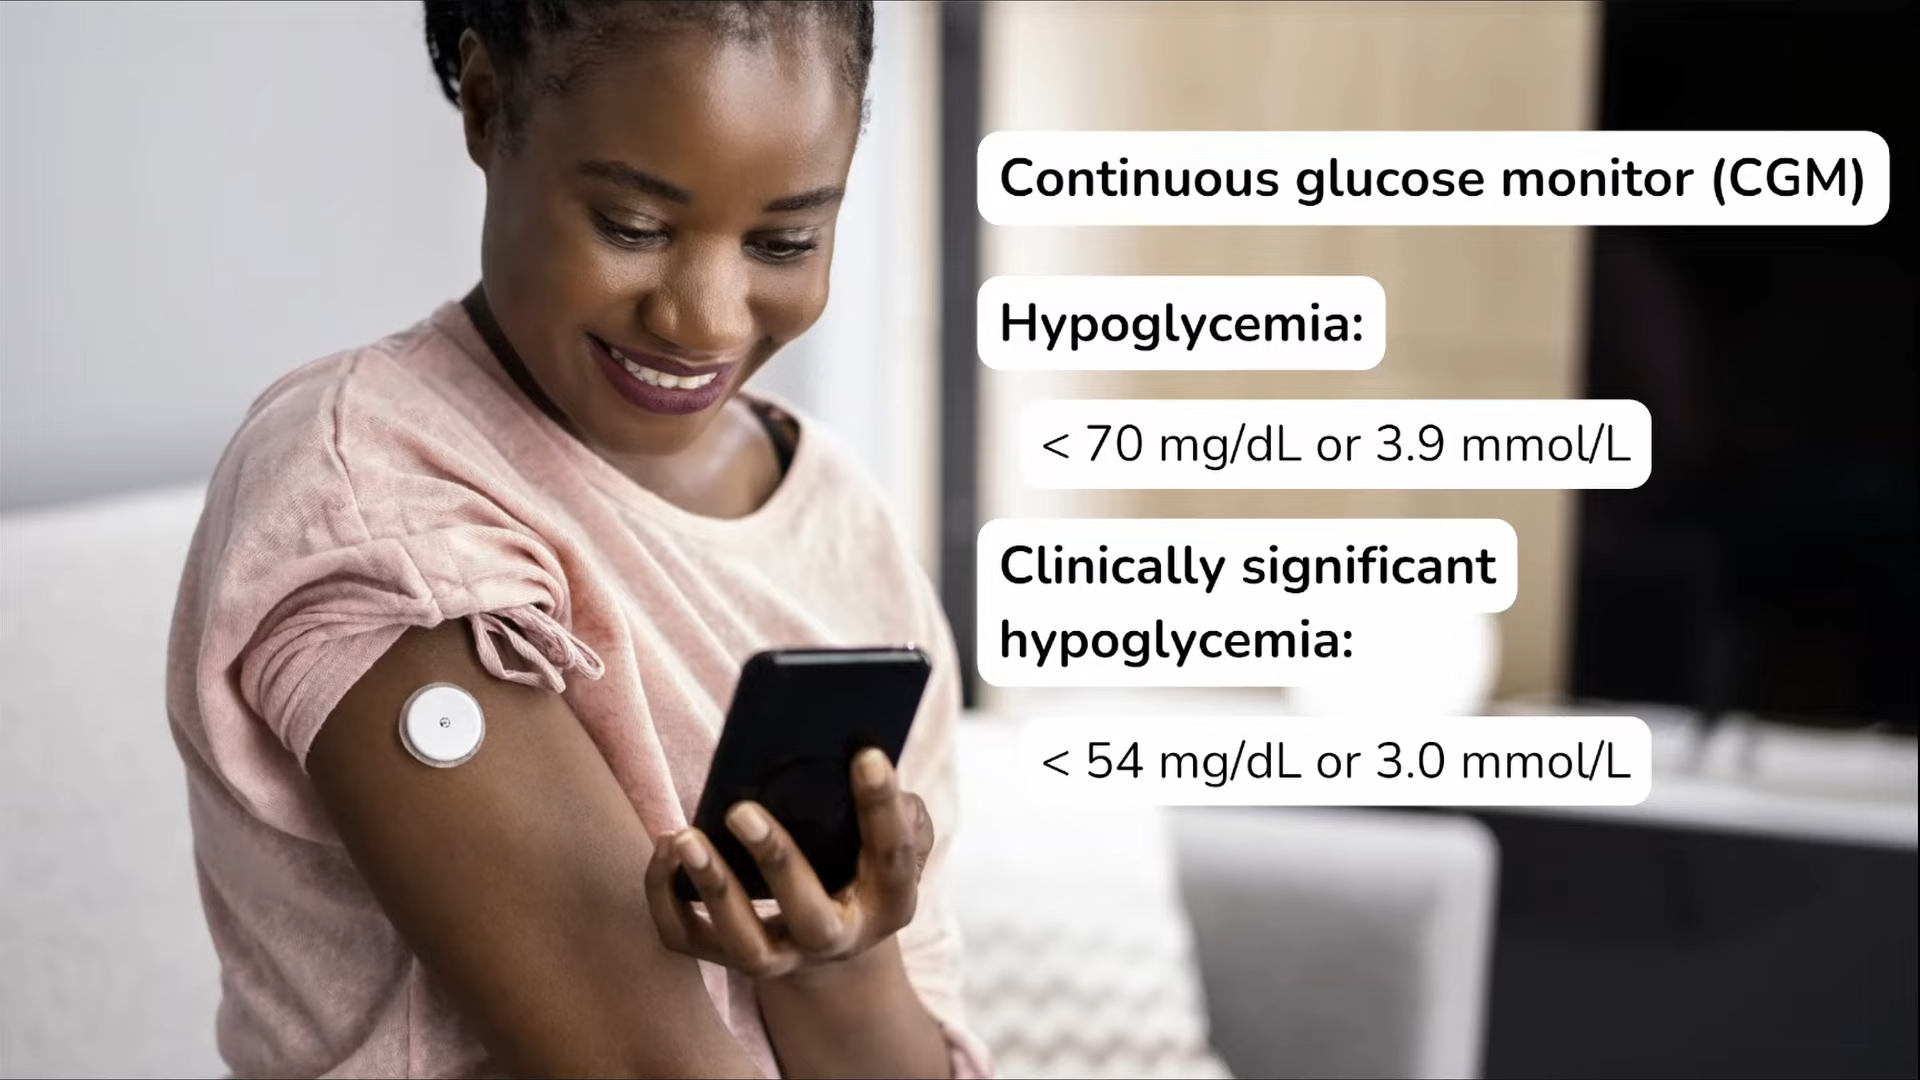 Continuous glucose monitor (CGM)
Hypoglycemia:
< 70 mg/dL or 3.9 mmol/L
Clinically significant
hypoglycemia:
< 54 mg/dL or 3.0 mmol/L